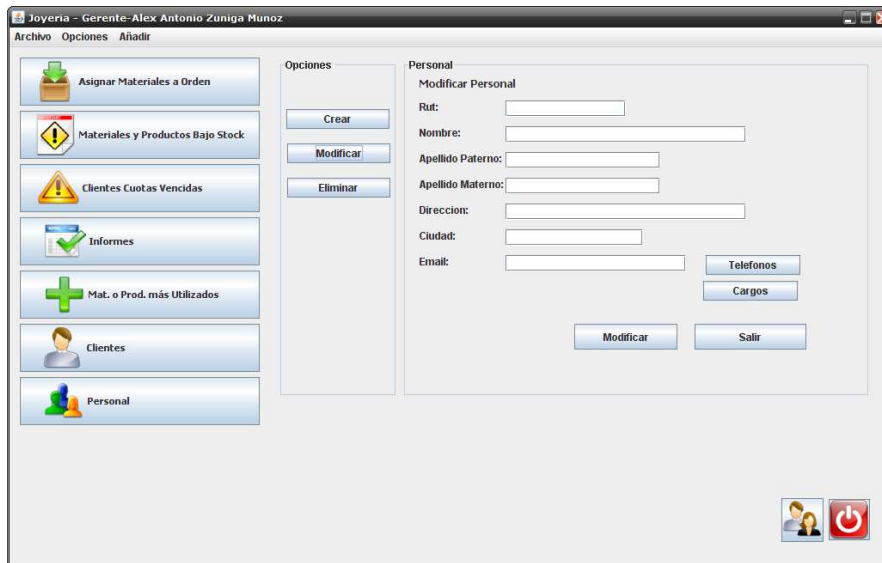 Joyeria - Gerente-Alex Antonio Zuniga Munoz
Archivo Opciones Añadir
Asignar Materiales a Orden
Materiales y Productos Bajo Stock
Clientes Cuotas Vencidas
Informes
Mat. o Prod. más Utilizados
Clientes
Personal
Opciones
Crear
Modificar
Eliminar
Personal
Modificar Personal
Rut:
Nombre:
Apellido Paterno:
Apellido Materno:
Direccion:
Ciudad:
Email:
Telefonos
Cargos
Modificar Salir